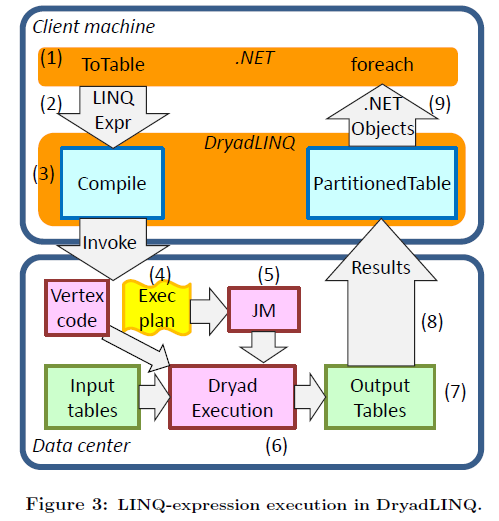 Client machine
(1)
ToTable
.NET
foreach
(2)
LINQ
Expr
.NET
Objects
(9)
DryadLINQ
(3)
Compile
PartitionedTable
Invoke
Results
(4)
(5)
Vertex
code
Exec
plan
JM
(8)
Input
tables
Dryad
Execution
Output
Tables
(7)
Data center
(6)
Figure 3: LINQ-expression execution in DryadLINQ.